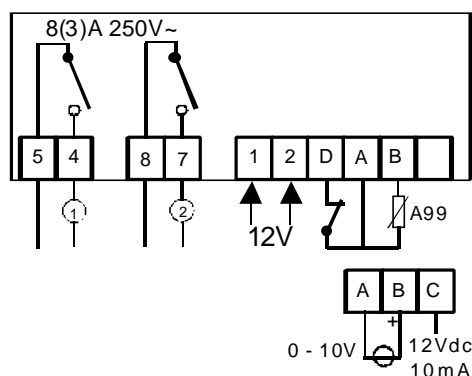 8(3)A 250V~
5 4 8 7 1 2 D A B
1 2 12V A99
A B C
+
0 - 10V 12Vdc
10mA